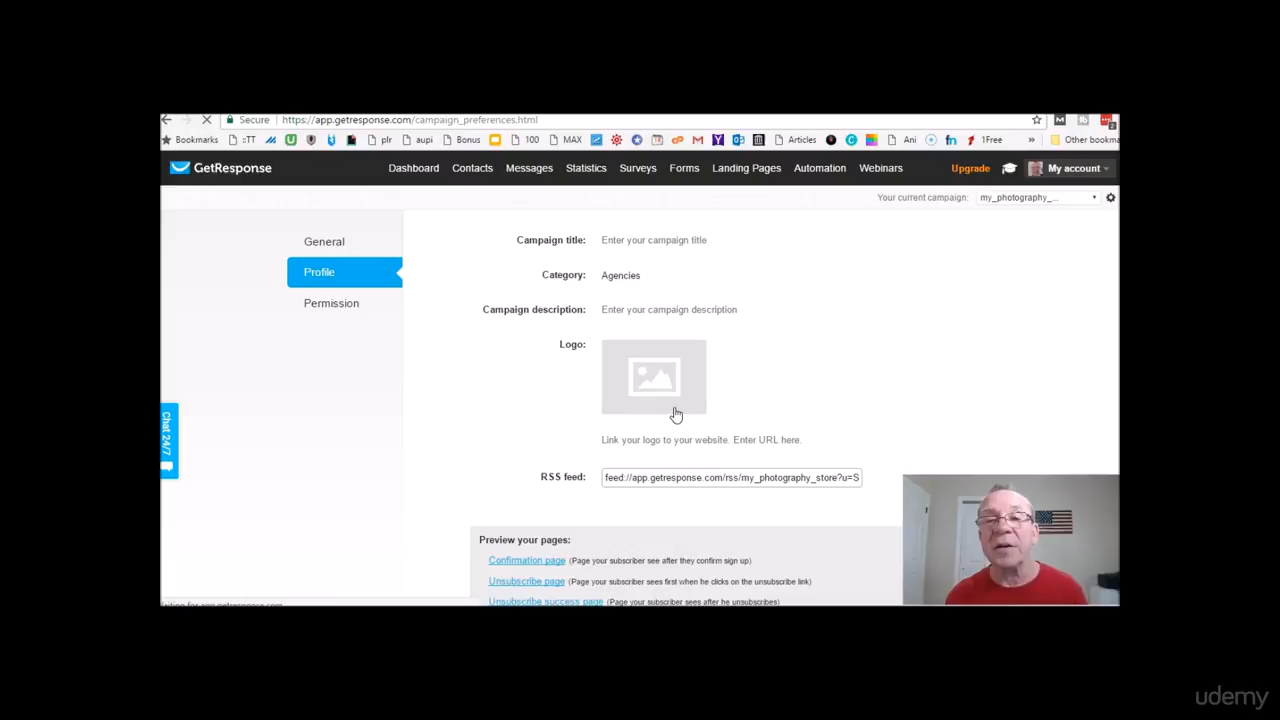 Secure https://app.getresponse.com/campaign_preferences.html
Bookmarks ::TT plr aupi Bonus 100 MAX Articles Ani 1Free » Other bookma
GetResponse Dashboard Contacts Messages Statistics Surveys Forms Landing Pages Automation Webinars Upgrade My account
Your current campaign: my_photography_...
General
Profile
Permission
Campaign title: Enter your campaign title
Category: Agencies
Campaign description: Enter your campaign description
Logo:
Link your logo to your website. Enter URL here.
RSS feed: feed://app.getresponse.com/rss/my_photography_store?u=S
Chat 24/7
Preview your pages:
Confirmation page (Page your subscriber see after they confirm sign up)
Unsubscribe page (Page your subscriber sees first when he clicks on the unsubscribe link)
Unsubscribe success page (Page your subscriber sees after he unsubscribes)
udemy